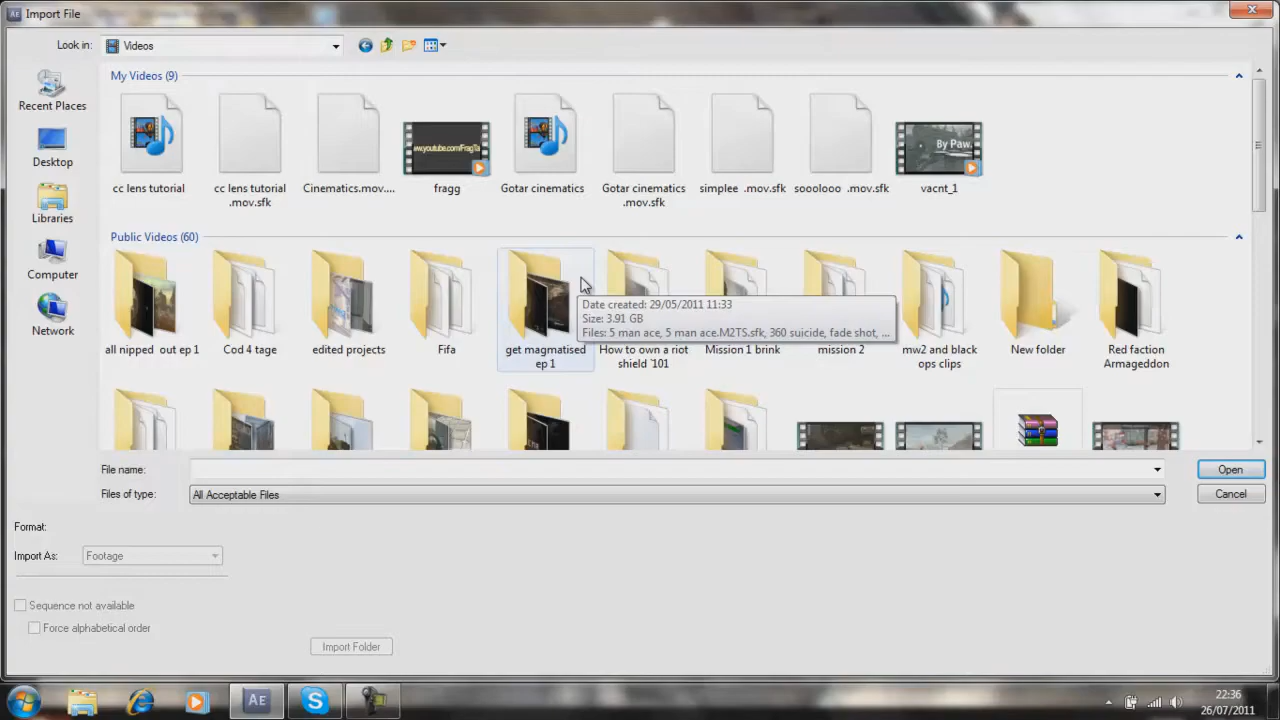 AE Import File
Look in: Videos
Recent Places
Desktop
Libraries
Computer
Network
My Videos (9)
cc lens tutorial
cc lens tutorial
.mov.sfk
Cinematics.mov....
fragg
Gotar cinematics
Gotar cinematics
.mov.sfk
simplee .mov.sfk
sooolooo .mov.sfk
vacnt_1
By Paw.
Public Videos (60)
all nipped out ep 1
Cod 4 tage
edited projects
Fifa
get magmatised
ep 1
How to own a riot
shield `101
Mission 1 brink
mission 2
mw2 and black
ops clips
New folder
Red faction
Armageddon
Date created: 29/05/2011 11:33
Size: 3.91 GB
Files: 5 man ace, 5 man ace.M2TS.sfk, 360 suicide, fade shot, ...
File name:
Open
Files of type: All Acceptable Files
Cancel
Format:
Import As: Footage
Sequence not available
Force alphabetical order
Import Folder
AE
22:36
26/07/2011